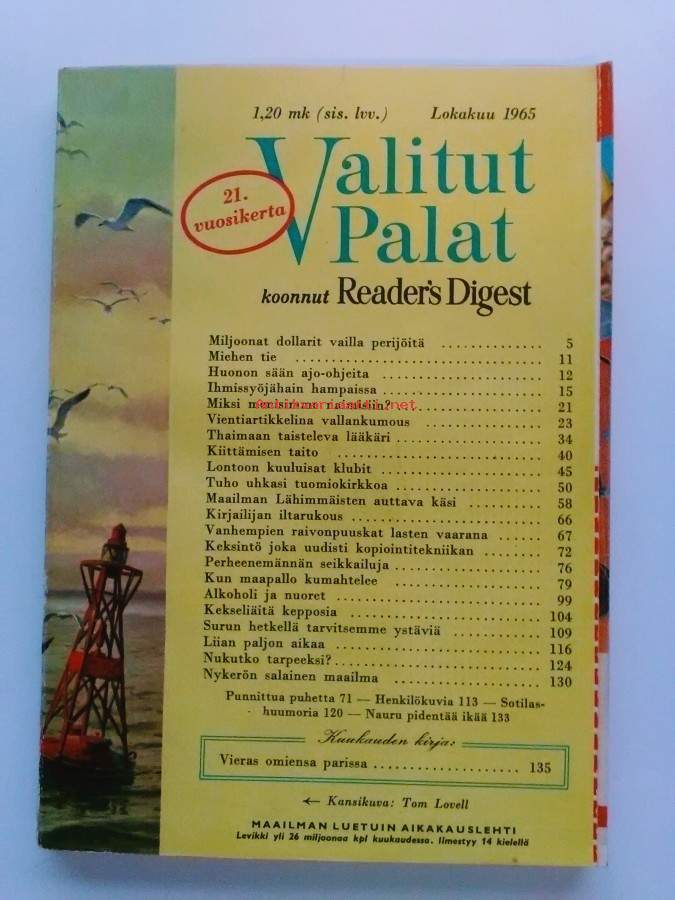 1,20 mk (sis. lvv.) Lokakuu 1965
Valitut
Palat
21.
vuosikerta
koonnut Reader's Digest
Miljoonat dollarit vailla perijöitä ............... 5
Miehen tie ............... 11
Huonon sään ajo-ohjeita ............... 12
Ihmissyöjähain hampaissa ............... 15
Miksi ............... 21
Antikvariaatti.net
Vientiartikkelina vallankumous ............... 23
Thaimaan taisteleva lääkäri ............... 34
Kiittämisen taito ............... 40
Lontoon kuuluisat klubit ............... 45
Tuho uhkasi tuomiokirkkoa ............... 50
Maailman Lähimmäisten auttava käsi ............... 58
Kirjailijan iltarukous ............... 66
Vanhempien raivonpuuskat lasten vaarana ....... 67
Keksintö joka uudisti kopiointitekniikan ....... 72
Perheenemännän seikkailuja ............... 76
Kun maapallo kumahtelee ............... 79
Alkoholi ja nuoret ............... 99
Kekseliäitä kepposia ............... 104
Surun hetkellä tarvitsemme ystäviä ............... 109
Liian paljon aikaa ............... 116
Nukutko tarpeeksi? ............... 124
Nykerön salainen maailma ............... 130
Punnittua puhetta 71 — Henkilökuvia 113 — Sotilas-
huumoria 120 — Nauru pidentää ikää 133
Kuukauden kirja:
Vieras omiensa parissa ............... 135
← Kansikuva: Tom Lovell
MAAILMAN LUETUIN AIKAKAUSLEHTI
Levikki yli 26 miljoonaa kpl kuukaudessa. Ilmestyy 14 kielellä